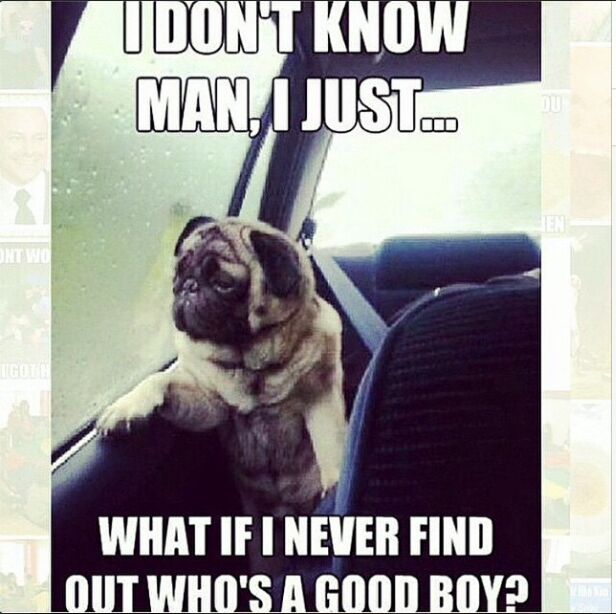 I DON'T KNOW
MAN, I JUST...
WHAT IF I NEVER FIND
OUT WHO'S A GOOD BOY?